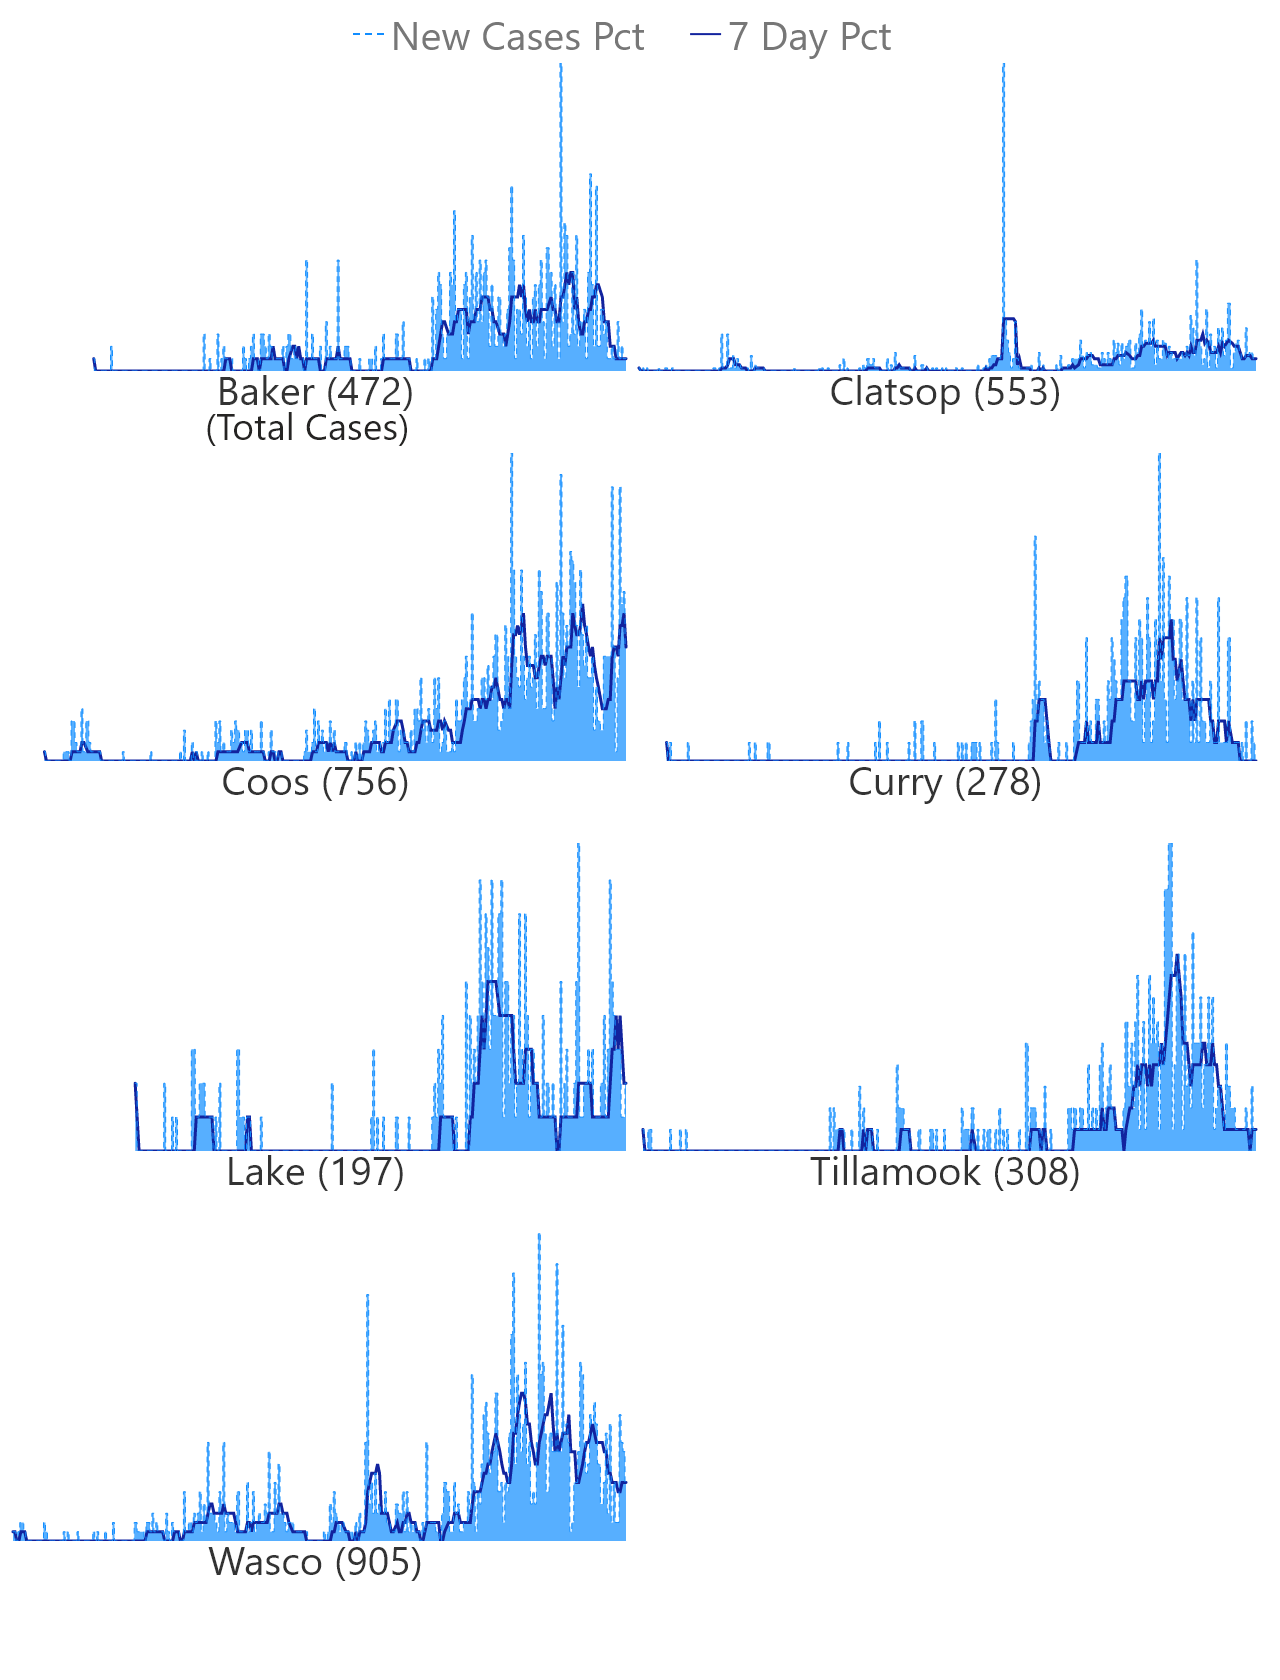 New Cases Pct 7 Day Pct
Baker (472) Clatsop (553)
(Total Cases)
Coos (756) Curry (278)
Lake (197) Tillamook (308)
Wasco (905)